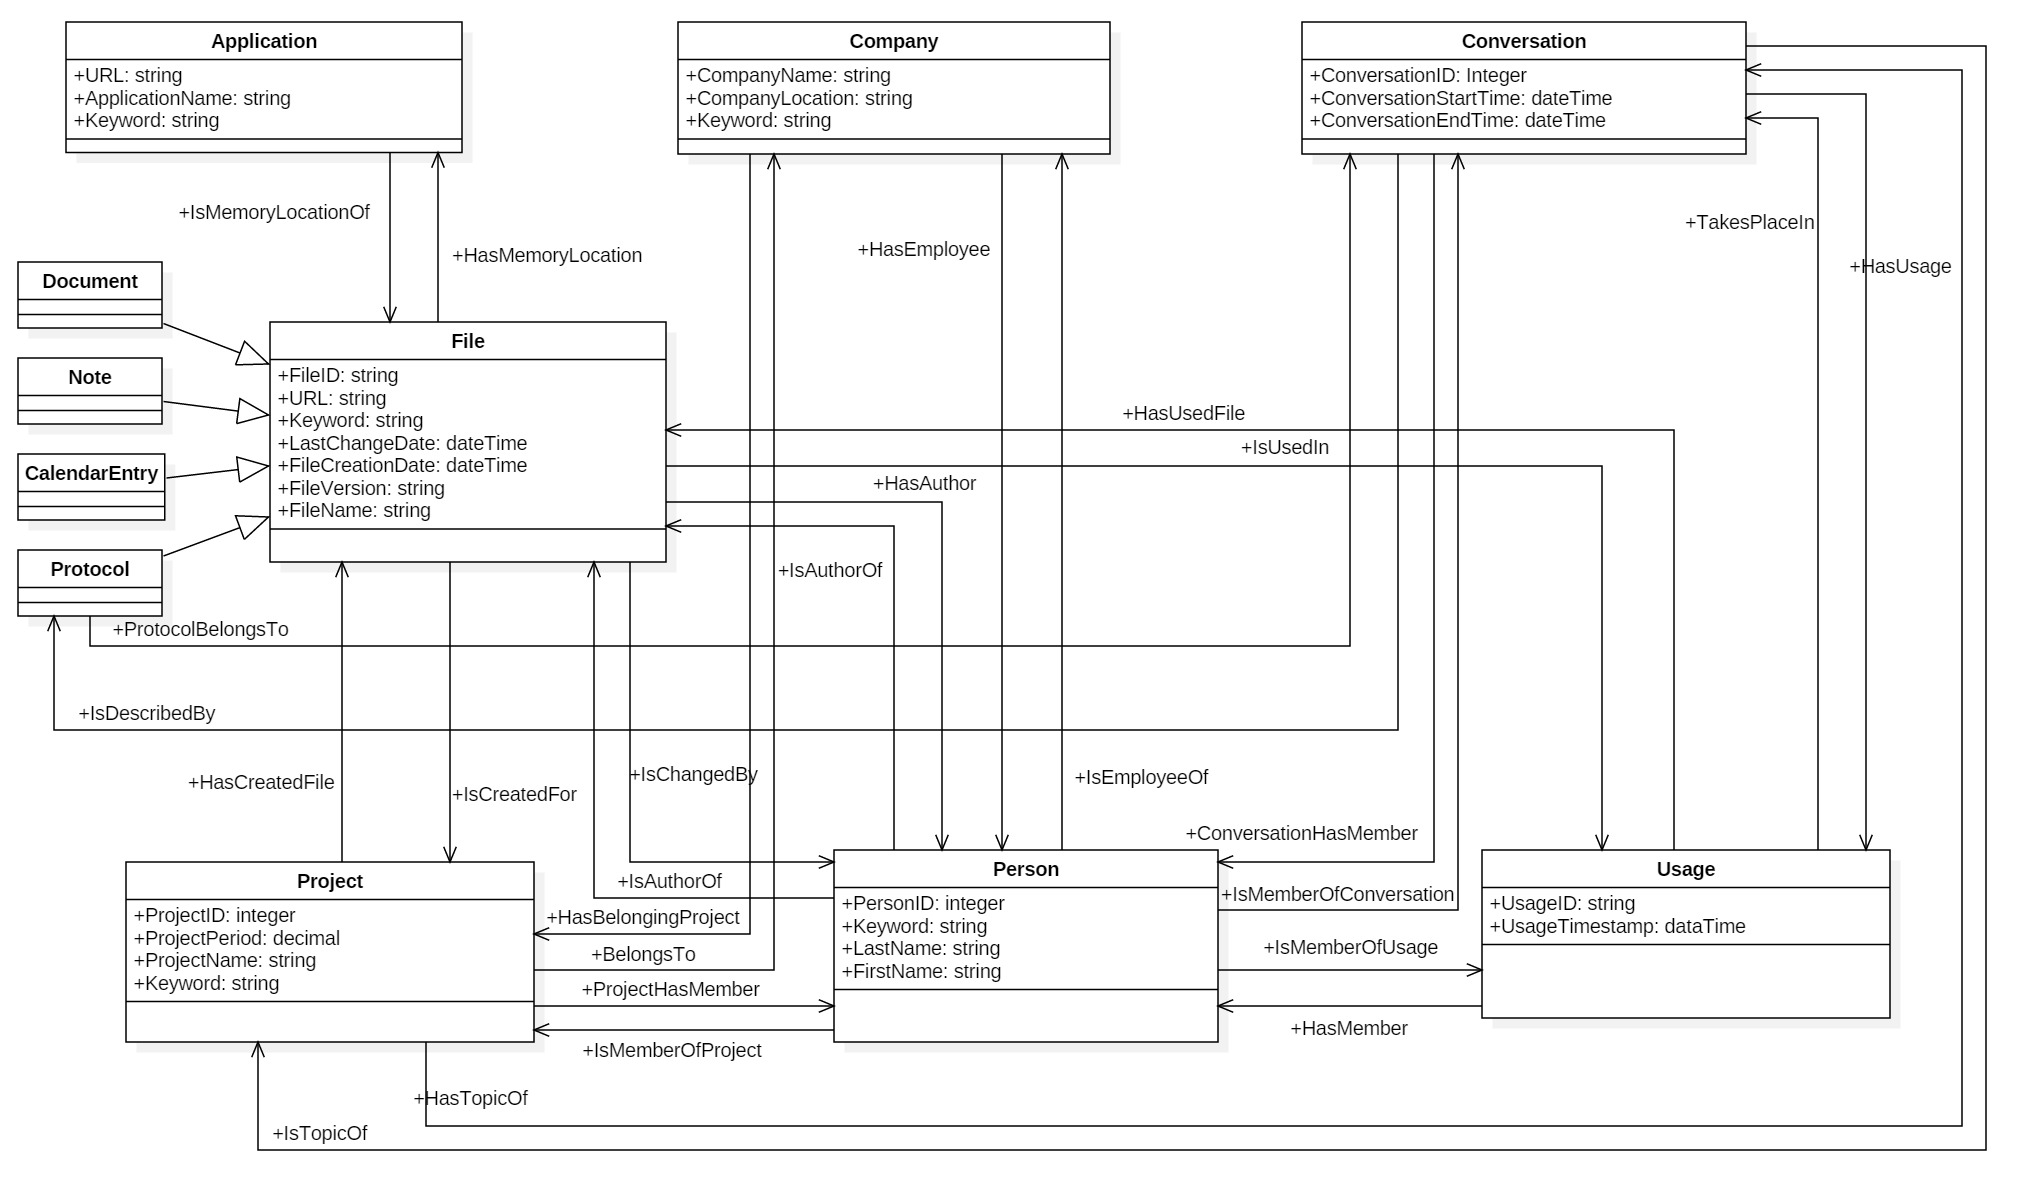 Application
+URL: string
+ApplicationName: string
+Keyword: string
Company
+CompanyName: string
+CompanyLocation: string
+Keyword: string
Conversation
+ConversationID: Integer
+ConversationStartTime: dateTime
+ConversationEndTime: dateTime
+IsMemoryLocationOf
+HasMemoryLocation
+HasEmployee
+TakesPlaceIn
+HasUsage
Document
Note
CalendarEntry
Protocol
File
+FileID: string
+URL: string
+Keyword: string
+LastChangeDate: dateTime
+FileCreationDate: dateTime
+FileVersion: string
+FileName: string
+HasUsedFile
+IsUsedIn
+HasAuthor
+IsAuthorOf
+ProtocolBelongsTo
+IsDescribedBy
+HasCreatedFile
+IsCreatedFor
+IsChangedBy
+IsEmployeeOf
+ConversationHasMember
+IsAuthorOf
+IsMemberOfConversation
+HasBelongingProject
+BelongsTo
+IsMemberOfUsage
+ProjectHasMember
+HasMember
+IsMemberOfProject
Project
+ProjectID: integer
+ProjectPeriod: decimal
+ProjectName: string
+Keyword: string
Person
+PersonID: integer
+Keyword: string
+LastName: string
+FirstName: string
Usage
+UsageID: string
+UsageTimestamp: dataTime
+HasTopicOf
+IsTopicOf